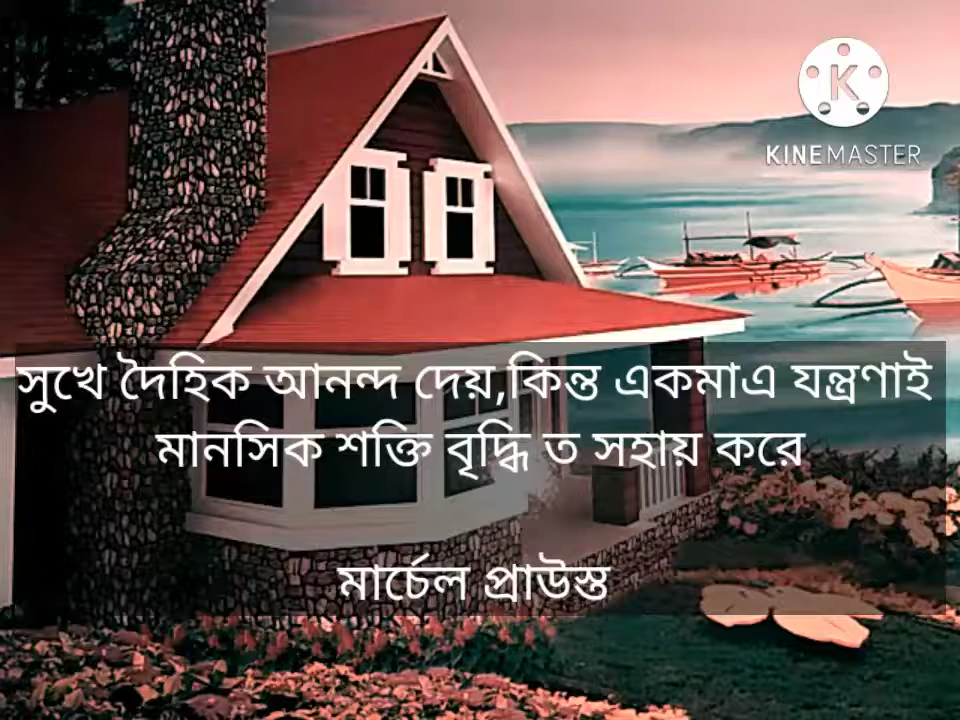 KINEMASTER
সুখে দৈহিক আনন্দ দেয়,কিন্ত একমাএ যন্ত্রণাই
মানসিক শক্তি বৃদ্ধি ত সহায় করে
মার্চেল প্রাউস্ত